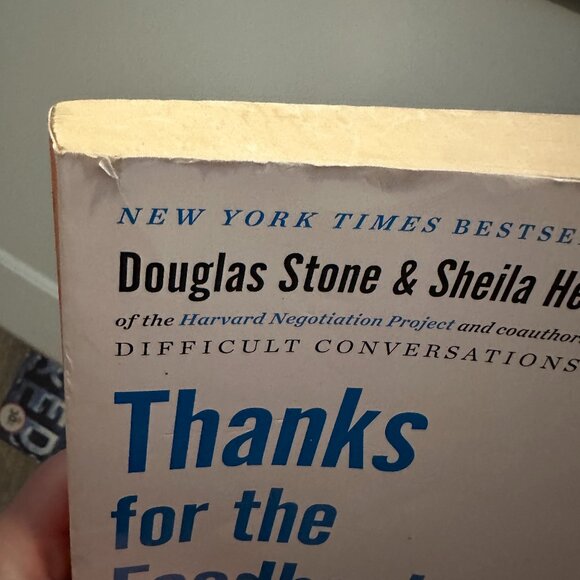 NEW YORK TIMES BESTSE
Douglas Stone & Sheila He
of the Harvard Negotiation Project and coauthors
DIFFICULT CONVERSATIONS
Thanks
for the